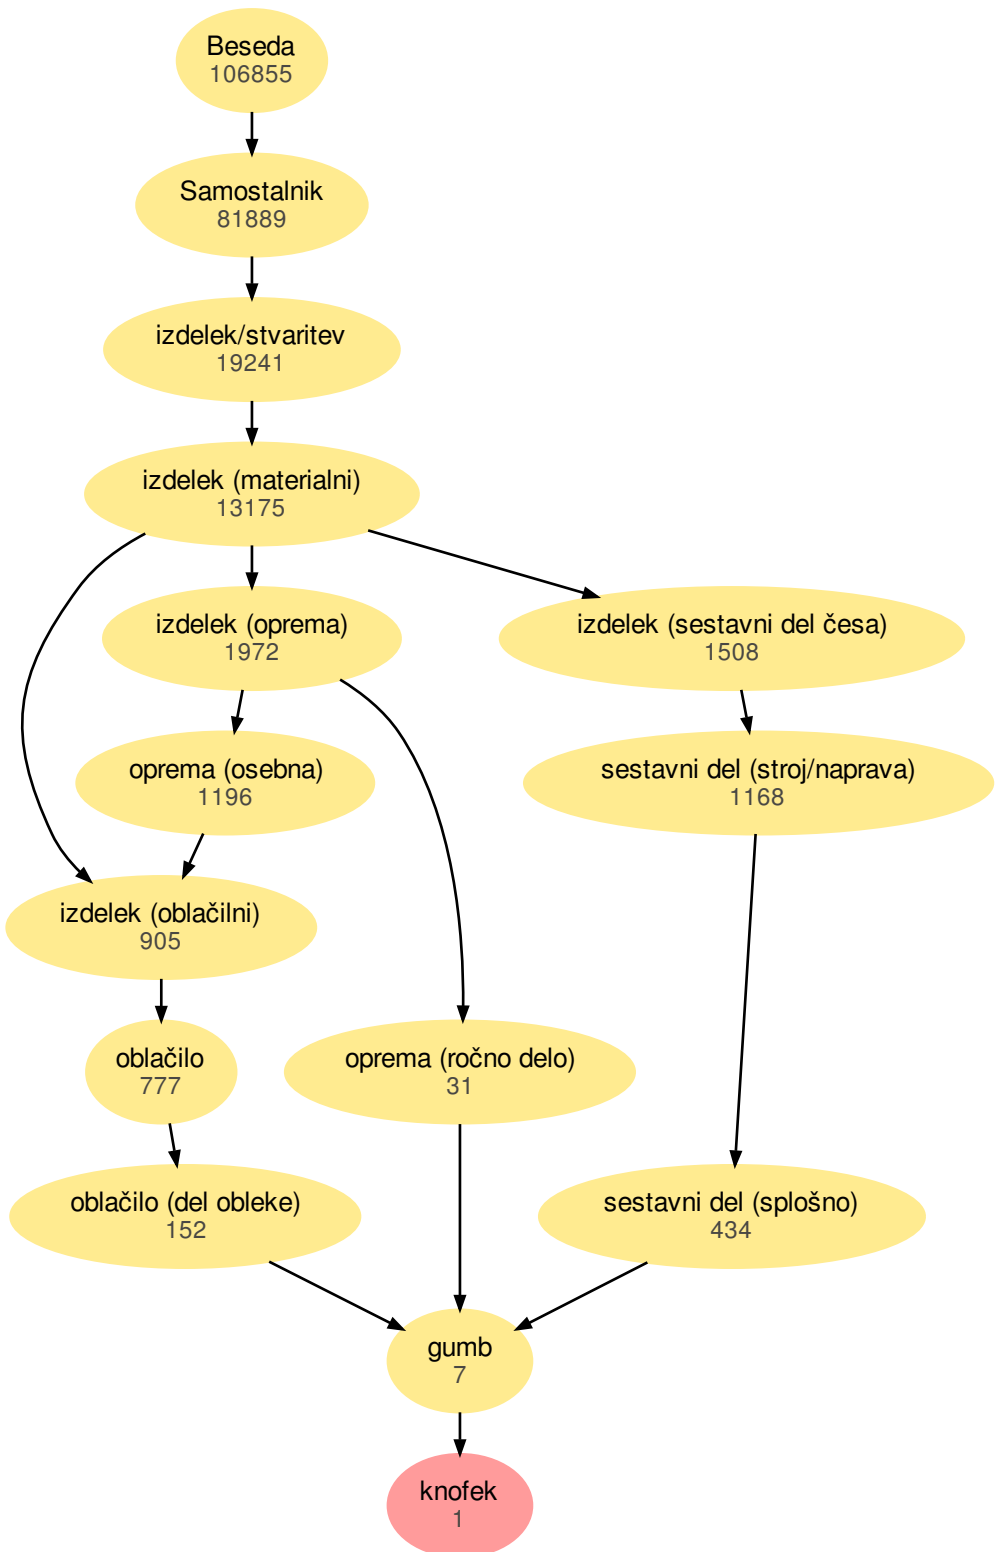 Beseda
106855
Samostalnik
81889
izdelek/stvaritev
19241
izdelek (materialni)
13175
izdelek (oprema)
1972
izdelek (sestavni del česa)
1508
oprema (osebna)
1196
sestavni del (stroj/naprava)
1168
izdelek (oblačilni)
905
oblačilo
777
oprema (ročno delo)
31
oblačilo (del obleke)
152
sestavni del (splošno)
434
gumb
7
knofek
1